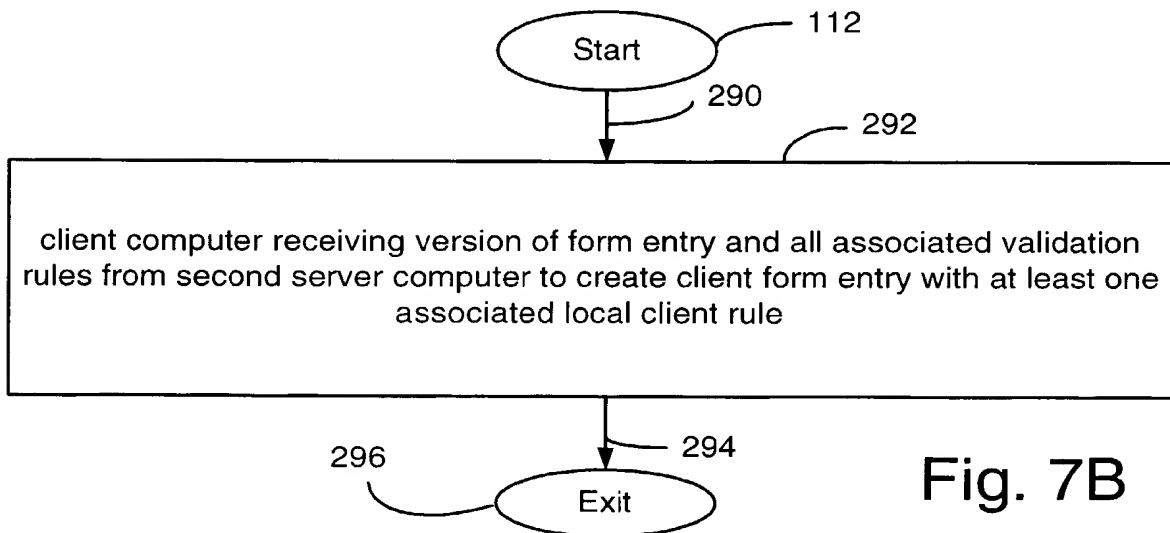 Start
112
290
292
client computer receiving version of form entry and all associated validation
rules from second server computer to create client form entry with at least one
associated local client rule
294
296
Exit
Fig. 7B